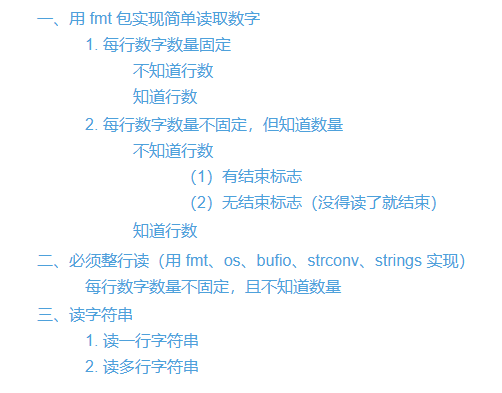 一、用 fmt 包实现简单读取数字
1. 每行数字数量固定
不知道行数
知道行数
2. 每行数字数量不固定，但知道数量
不知道行数
（1）有结束标志
（2）无结束标志（没得读了就结束）
知道行数
二、必须整行读（用 fmt、os、bufio、strconv、strings 实现）
每行数字数量不固定，且不知道数量
三、读字符串
1. 读一行字符串
2. 读多行字符串